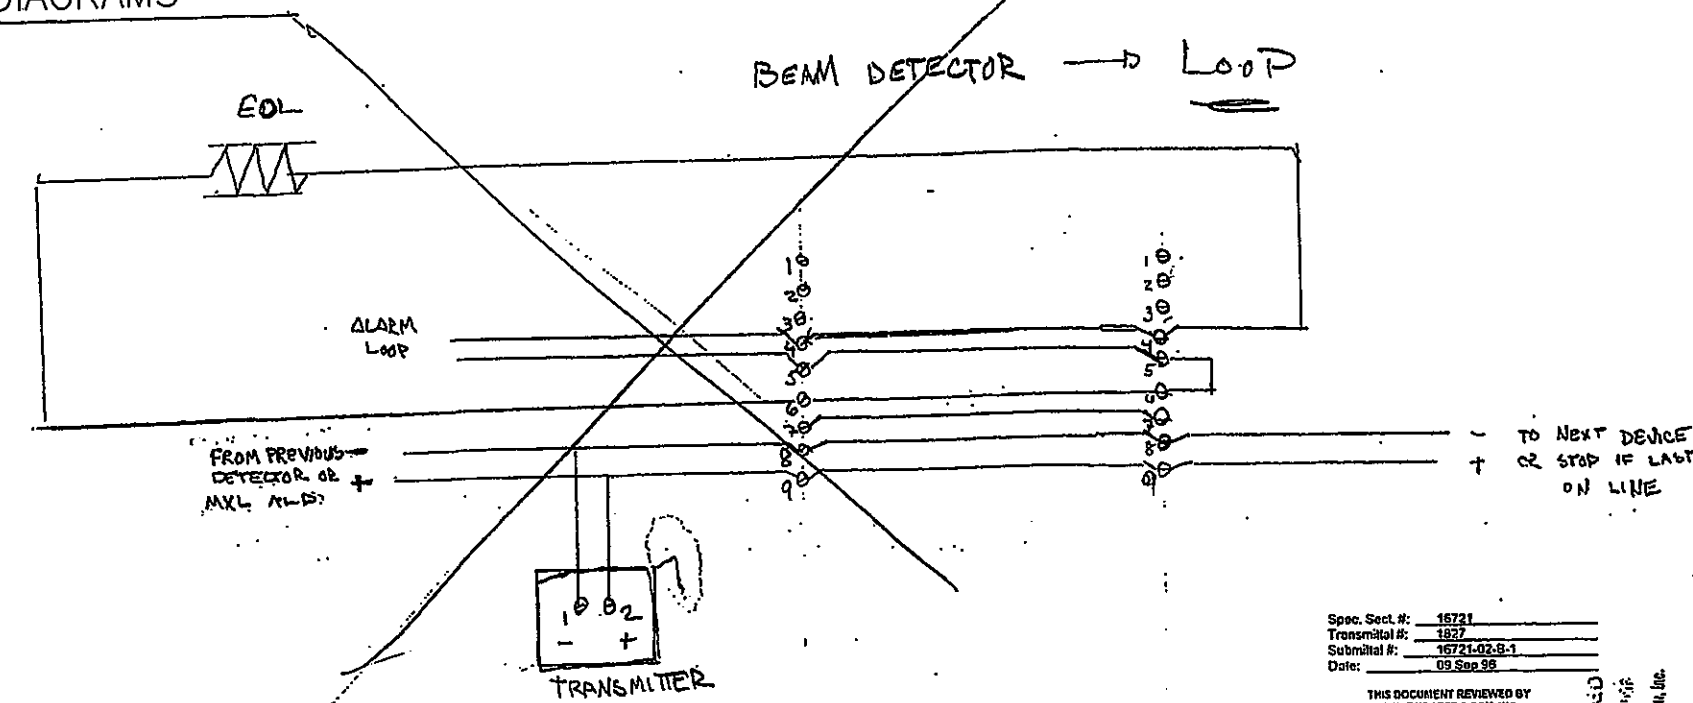 DIAGRAMS
BEAM DETECTOR → LOOP
EOL
ALARM
LOOP
1
2
3
4
5
6
7
8
9
1
2
3
4
5
6
7
8
9
FROM PREVIOUS -
DETECTOR OR +
MXL
- TO NEXT DEVICE
+ OR STOP IF LAST
ON LINE
1 2
- +
TRANSMITTER
Spec. Sect. #: 16721
Transmittal #: 1827
Submittal #: 16721-02-B-1
Date: 09 Sep 96
THIS DOCUMENT REVIEWED BY